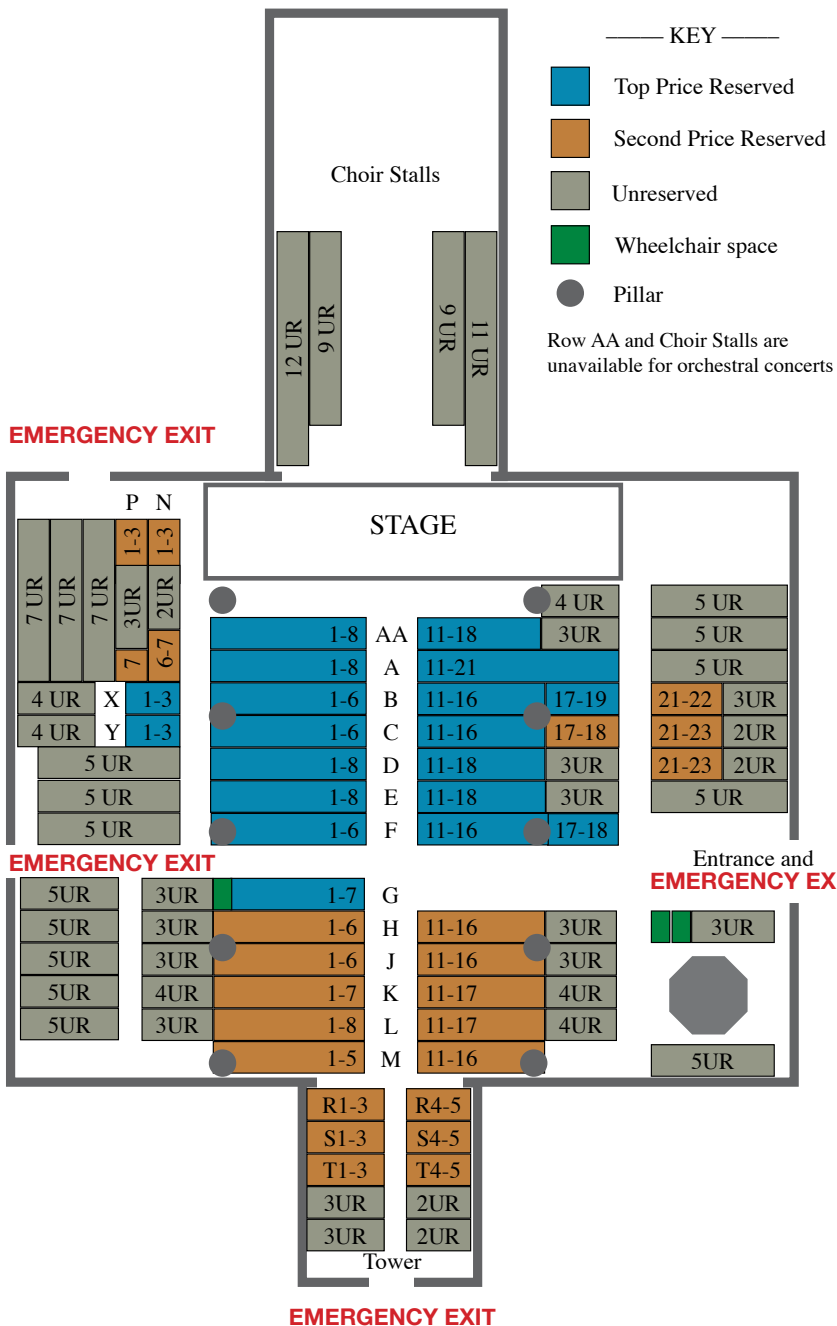 ——— KEY ———
Top Price Reserved
Second Price Reserved
Choir Stalls
Unreserved
Wheelchair space
Pillar
Row AA and Choir Stalls are
unavailable for orchestral concerts
12 UR 9 UR 9 UR 11 UR
EMERGENCY EXIT
P N
STAGE
7 UR 7 UR 7 UR 1-3 1-3
3UR 2UR
7 6-7
4 UR 5 UR
1-8 AA 11-18 3UR 5 UR
1-8 A 11-21 5 UR
4 UR X 1-3 1-6 B 11-16 17-19 21-22 3UR
4 UR Y 1-3 1-6 C 11-16 17-18 21-23 2UR
5 UR 1-8 D 11-18 3UR 21-23 2UR
5 UR 1-8 E 11-18 3UR 5 UR
5 UR 1-6 F 11-16 17-18
EMERGENCY EXIT
Entrance and
EMERGENCY EX
5UR 3UR 1-7 G
5UR 3UR 1-6 H 11-16 3UR 3UR
5UR 3UR 1-6 J 11-16 3UR
5UR 4UR 1-7 K 11-17 4UR
5UR 3UR 1-8 L 11-17 4UR
1-5 M 11-16 5UR
R1-3 R4-5
S1-3 S4-5
T1-3 T4-5
3UR 2UR
3UR 2UR
Tower
EMERGENCY EXIT